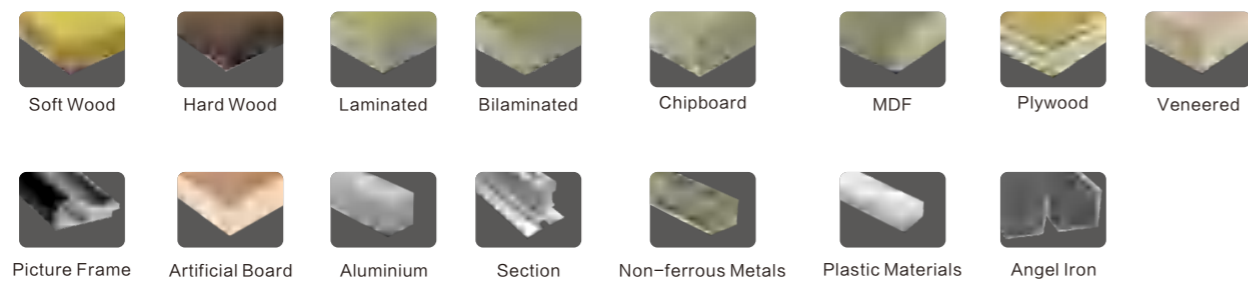 Soft Wood
Hard Wood
Laminated
Bilaminated
Chipboard
MDF
Plywood
Veneered
Picture Frame
Artificial Board
Aluminium
Section
Non-ferrous Metals
Plastic Materials
Angel Iron